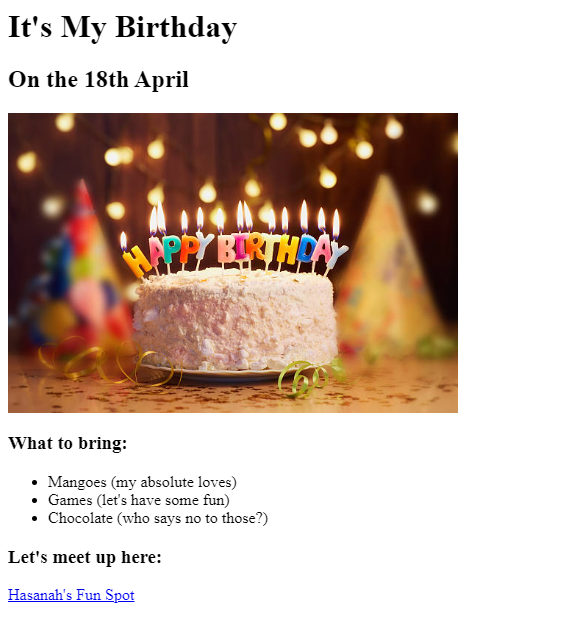 It's My Birthday
On the 18th April
HAPPY BIRTHDAY
What to bring:
Mangoes (my absolute loves)
Games (let's have some fun)
Chocolate (who says no to those?)
Let's meet up here:
Hasanah's Fun Spot